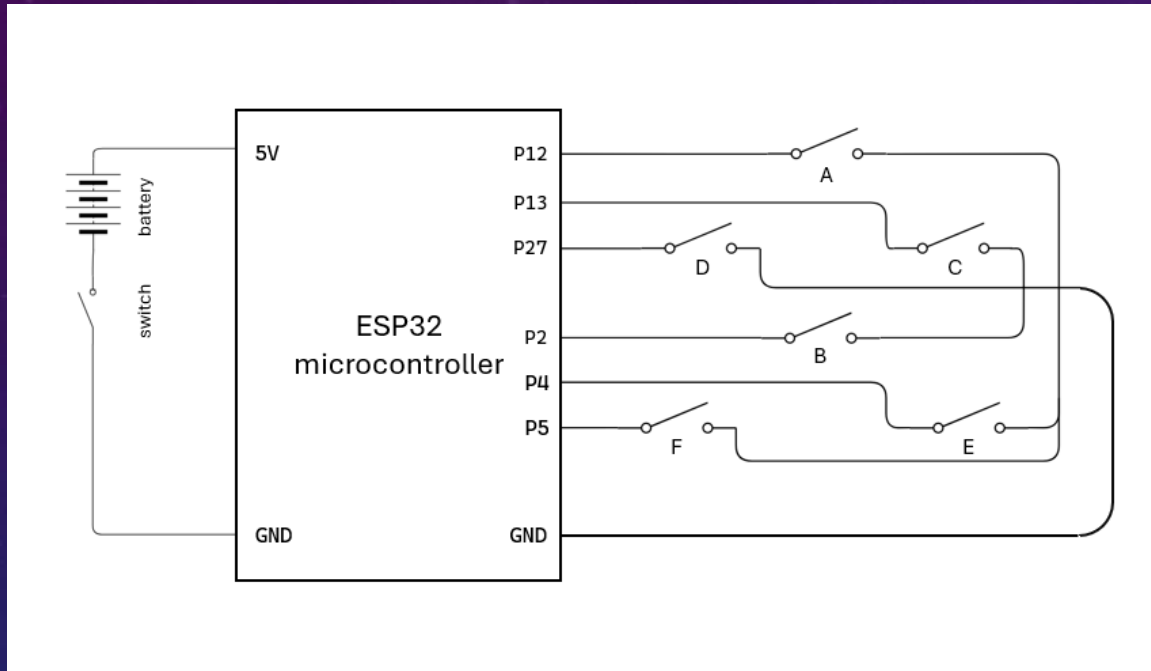 5V
battery
switch
GND
ESP32
microcontroller
P12
P13
P27
P2
P4
P5
GND
A
D
C
B
F
E